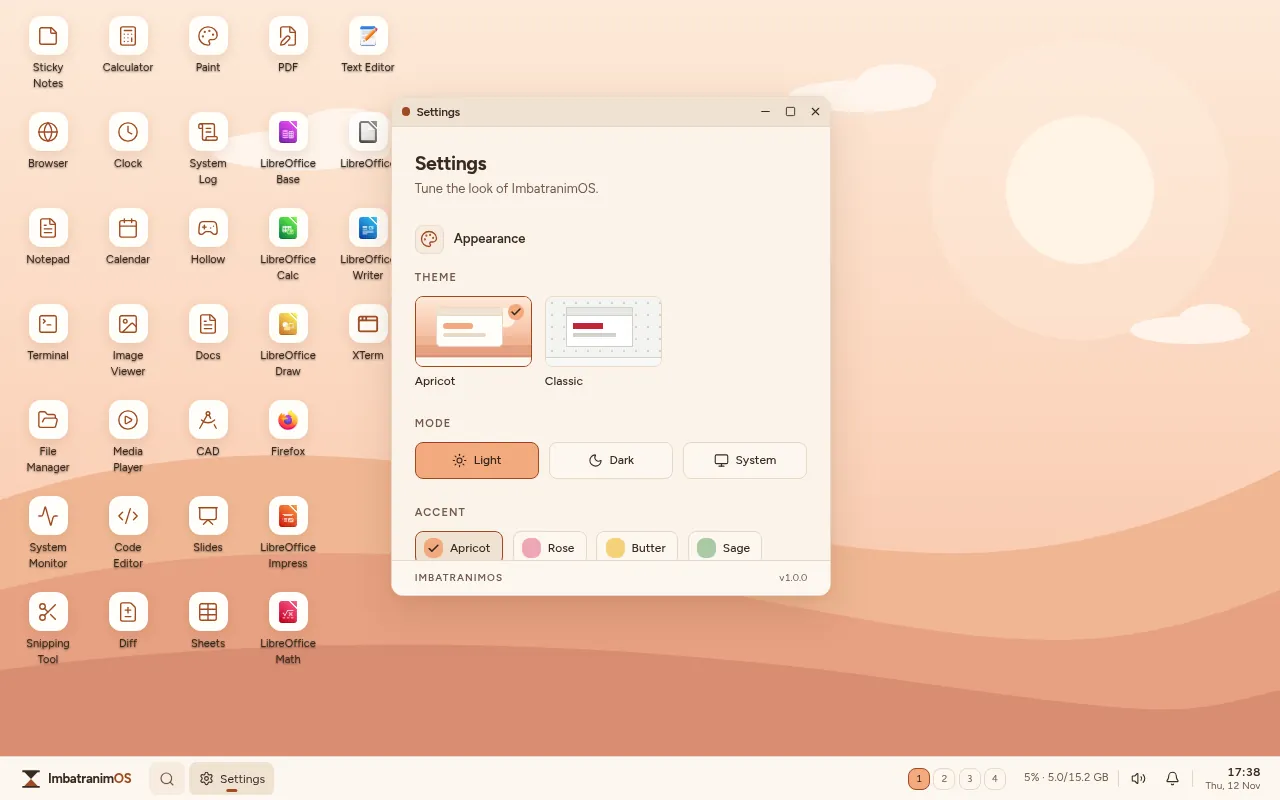 Sticky
Notes
Calculator
Paint
PDF
Text Editor
Browser
Clock
System
Log
LibreOffice
Base
LibreOffice
Notepad
Calendar
Hollow
LibreOffice
Calc
LibreOffice
Writer
Terminal
Image
Viewer
Docs
LibreOffice
Draw
XTerm
File
Manager
Media
Player
CAD
Firefox
System
Monitor
Code
Editor
Slides
LibreOffice
Impress
Snipping
Tool
Diff
Sheets
LibreOffice
Math
Settings
Settings
Tune the look of ImbatranimOS.
Appearance
THEME
Apricot
Classic
MODE
Light
Dark
System
ACCENT
Apricot
Rose
Butter
Sage
IMBATRANIMOS
v1.0.0
ImbatranimOS
Settings
1
2
3
4
5% · 5.0/15.2 GB
17:38
Thu, 12 Nov